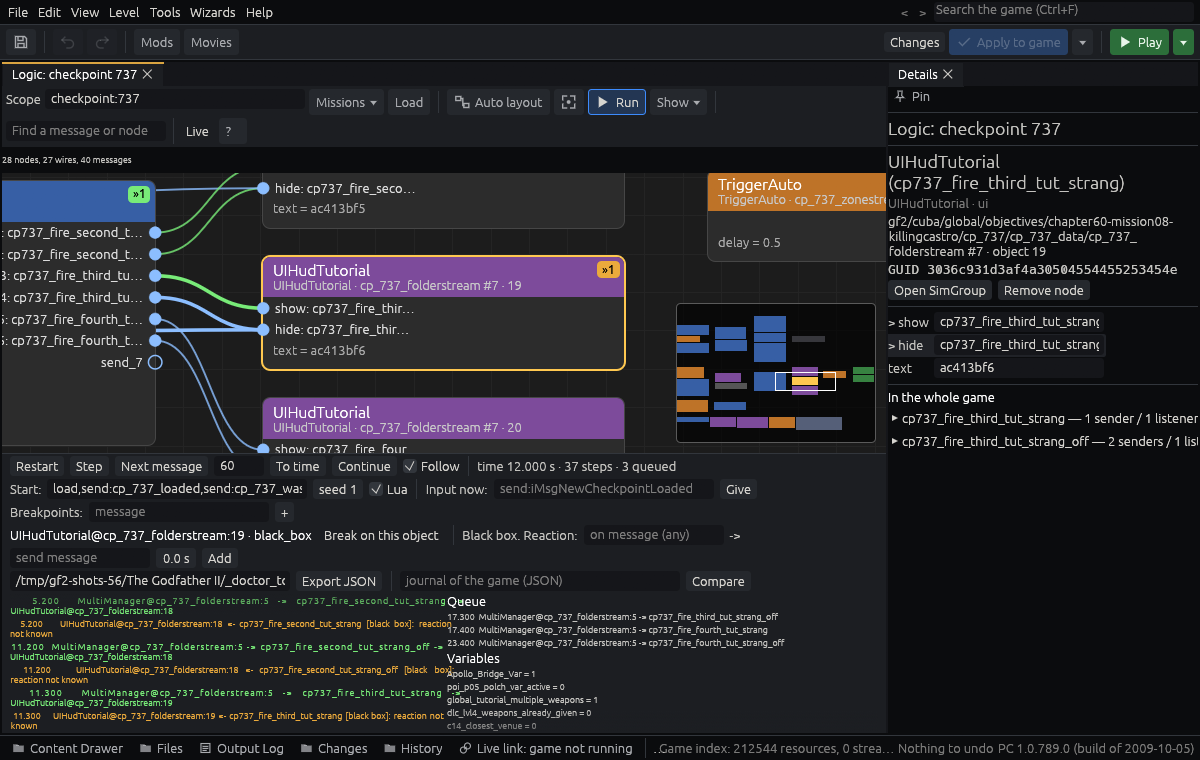 File Edit View Level Tools Wizards Help < > Search the game (Ctrl+F)
Mods Movies Changes Apply to game Play
Logic: checkpoint 737
Scope checkpoint:737 Missions Load Auto layout Run Show
Find a message or node Live ?
28 nodes, 27 wires, 40 messages
»1
: cp737_fire_second_t…
: cp737_fire_second_t…
3: cp737_fire_third_tu…
4: cp737_fire_third_tu…
5: cp737_fire_fourth_t…
6: cp737_fire_fourth_t…
send_7
hide: cp737_fire_seco…
text = ac413bf5
UIHudTutorial »1
UIHudTutorial · cp_737_folderstream #7 · 19
show: cp737_fire_thir…
hide: cp737_fire_thir…
text = ac413bf6
UIHudTutorial
UIHudTutorial · cp_737_folderstream #7 · 20
show: cp737_fire_four
TriggerAuto
TriggerAuto · cp_737_zonestre
delay = 0.5
Restart Step Next message 60 To time Continue Follow time 12.000 s · 37 steps · 3 queued
Start: load,send:cp_737_loaded,send:cp_737_was seed 1 Lua Input now: send:iMsgNewCheckpointLoaded Give
Breakpoints: message +
UIHudTutorial@cp_737_folderstream:19 · black_box Break on this object Black box. Reaction: on message (any) ->
send message 0.0 s Add
/tmp/gf2-shots-56/The Godfather II/_doctor_to Export JSON journal of the game (JSON) Compare
5.200 MultiManager@cp_737_folderstream:5 -> cp737_fire_second_tut_strang ->
UIHudTutorial@cp_737_folderstream:18
5.200 UIHudTutorial@cp_737_folderstream:18 <- cp737_fire_second_tut_strang [black box]: reaction
not known
11.200 MultiManager@cp_737_folderstream:5 -> cp737_fire_second_tut_strang_off ->
UIHudTutorial@cp_737_folderstream:18
11.200 UIHudTutorial@cp_737_folderstream:18 <- cp737_fire_second_tut_strang_off [black box]:
reaction not known
11.300 MultiManager@cp_737_folderstream:5 -> cp737_fire_third_tut_strang ->
UIHudTutorial@cp_737_folderstream:19
11.300 UIHudTutorial@cp_737_folderstream:19 <- cp737_fire_third_tut_strang [black box]: reaction not
known
Queue
17.300 MultiManager@cp_737_folderstream:5 -> cp737_fire_third_tut_strang_off
17.400 MultiManager@cp_737_folderstream:5 -> cp737_fire_fourth_tut_strang
23.400 MultiManager@cp_737_folderstream:5 -> cp737_fire_fourth_tut_strang_off
Variables
Apollo_Bridge_Var = 1
poi_p05_polch_var_active = 0
global_tutorial_multiple_weapons = 1
dlc_lvl4_weapons_already_given = 0
c14_closest_venue = 0
Details
Pin
Logic: checkpoint 737
UIHudTutorial
(cp737_fire_third_tut_strang)
UIHudTutorial · ui
gf2/cuba/global/objectives/chapter60-mission08-
killingcastro/cp_737/cp_737_data/cp_737_
folderstream #7 · object 19
GUID 3036c931d3af4a30504554455253454e
Open SimGroup Remove node
> show cp737_fire_third_tut_strang
> hide cp737_fire_third_tut_strang
text ac413bf6
In the whole game
cp737_fire_third_tut_strang — 1 sender / 1 listener
cp737_fire_third_tut_strang_off — 2 senders / 1 list
Content Drawer Files Output Log Changes History Live link: game not running …Game index: 212544 resources, 0 strea… Nothing to undo PC 1.0.789.0 (build of 2009-10-05)